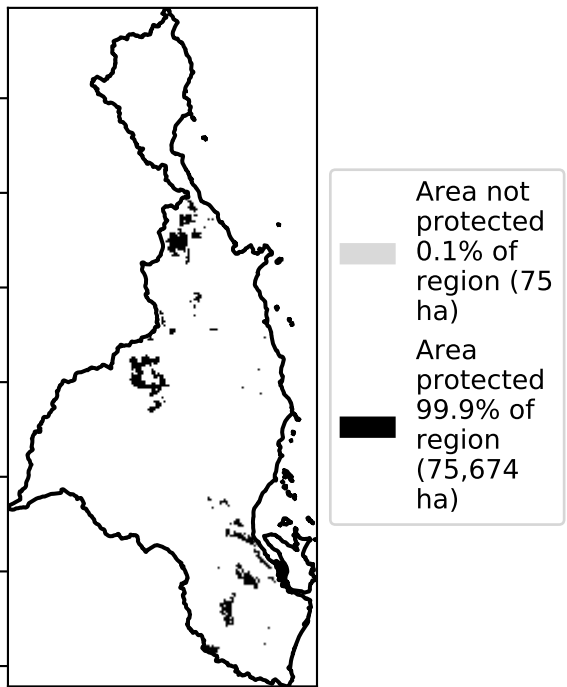 Area not
protected
0.1% of
region (75
ha)
Area
protected
99.9% of
region
(75,674
ha)